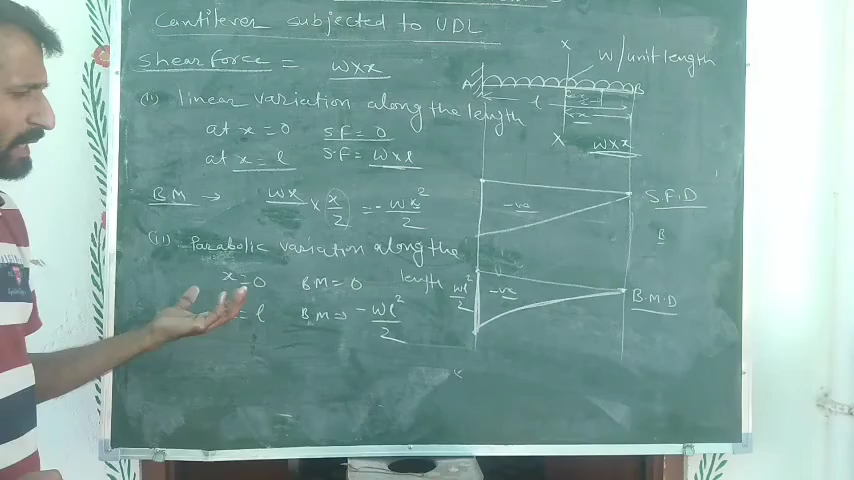 Cantilever subjected to UDL
Shear force = w×x
(i) linear variation along the length
at x=0 S.F = 0
at x=l S.F = w×l
BM → wx × x/2 = -wx²/2
(ii) Parabolic variation along the length
x=0 BM = 0
= l BM → -wl²/2
X
w/unit length
A
B
l
x
X
w×x
-ve
S.F.D
B
wl²/2
-ve
B.M.D